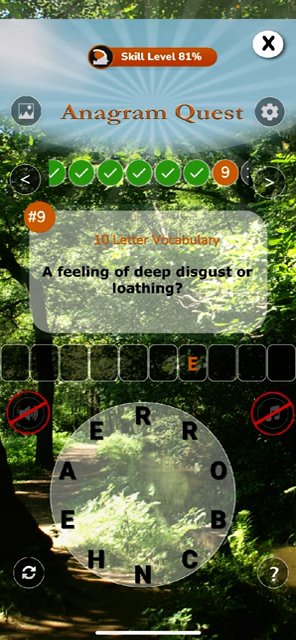 X
Skill Level 81%
Anagram Quest
<
9
>
#9
10 Letter Vocabulary
A feeling of deep disgust or
loathing?
E
R
E
R
A
O
E
B
H
C
N
?